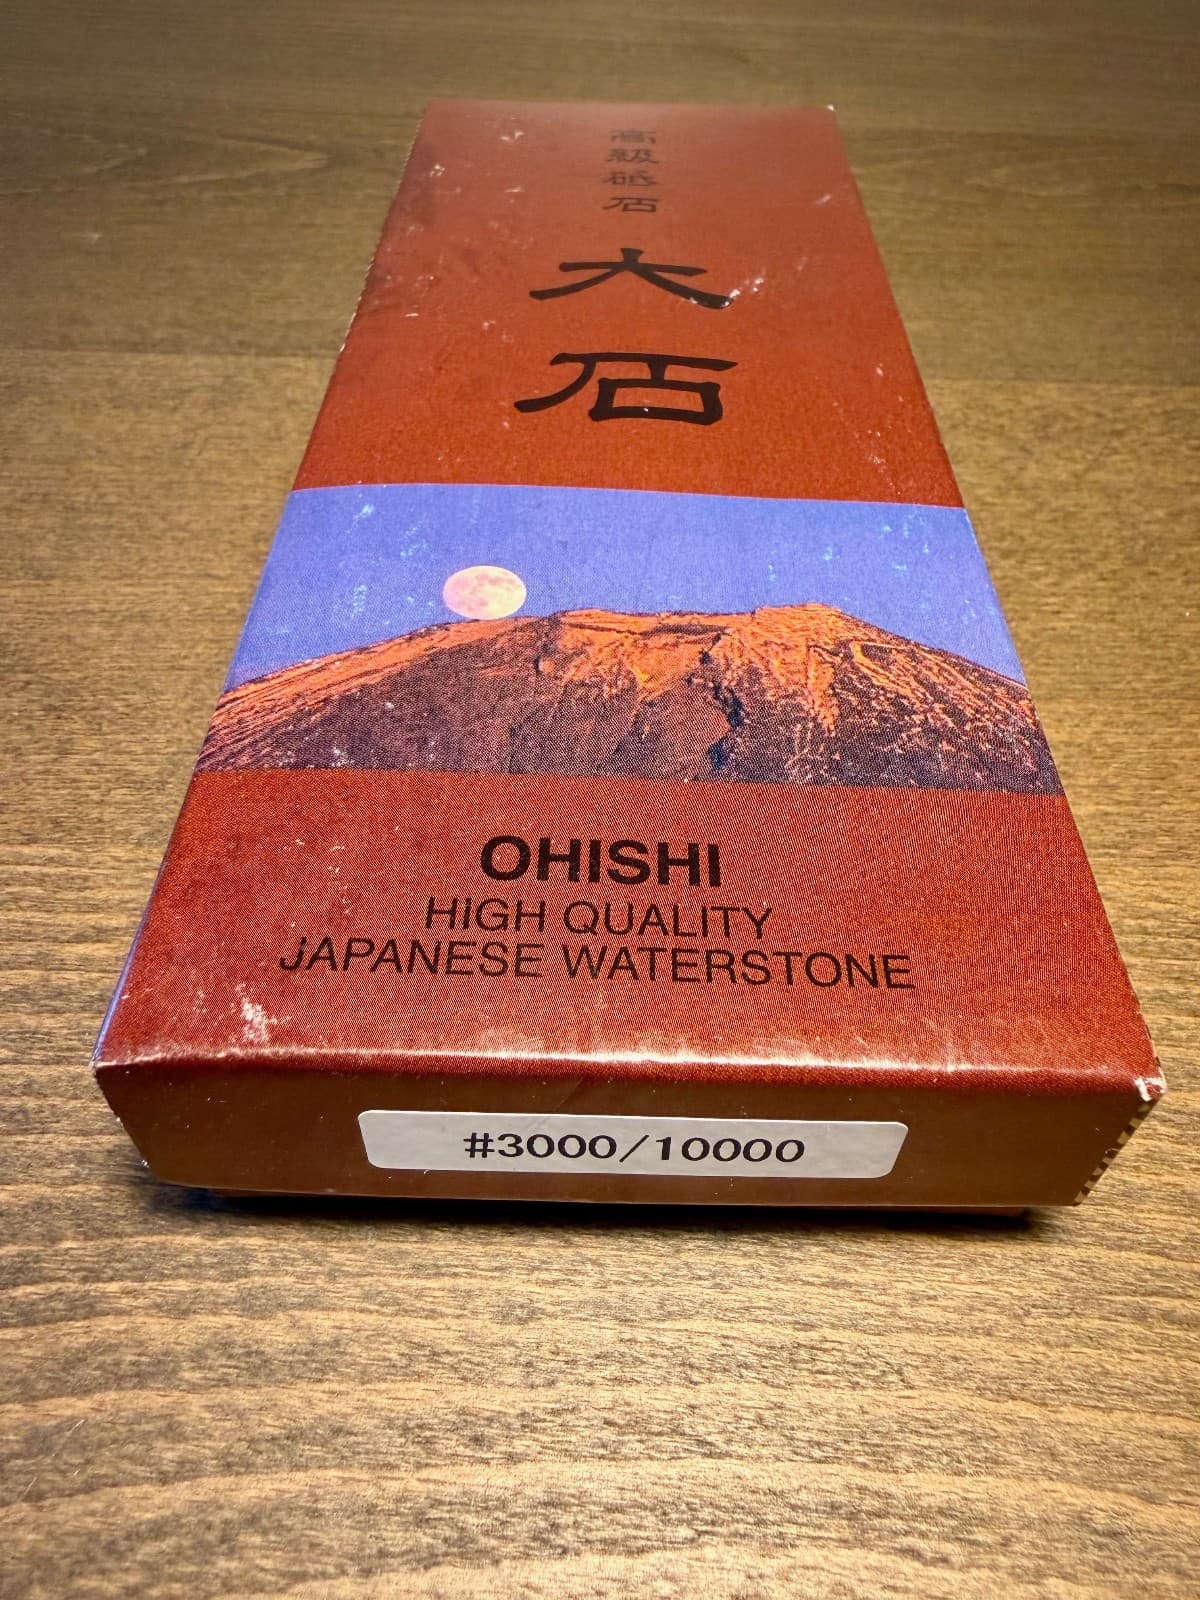 高級砥石
大石
OHISHI
HIGH QUALITY
JAPANESE WATERSTONE
#3000/10000